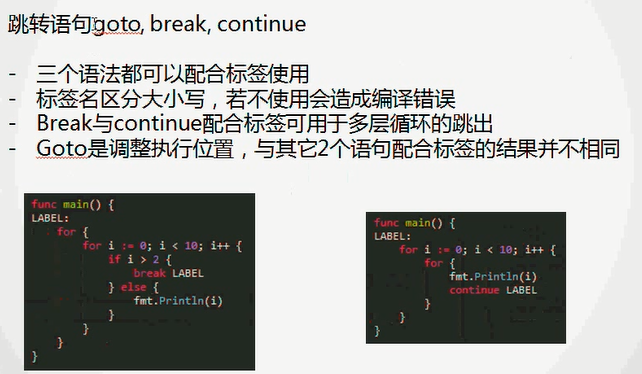 跳转语句goto, break, continue
- 三个语法都可以配合标签使用
- 标签名区分大小写，若不使用会造成编译错误
- Break与continue配合标签可用于多层循环的跳出
- Goto是调整执行位置，与其它2个语句配合标签的结果并不相同
func main() {
LABEL:
    for {
        for i := 0; i < 10; i++ {
            if i > 2 {
                break LABEL
            } else {
                fmt.Println(i)
            }
        }
    }
}
func main() {
LABEL:
    for i := 0; i < 10; i++ {
        for {
            fmt.Println(i)
            continue LABEL
        }
    }
}